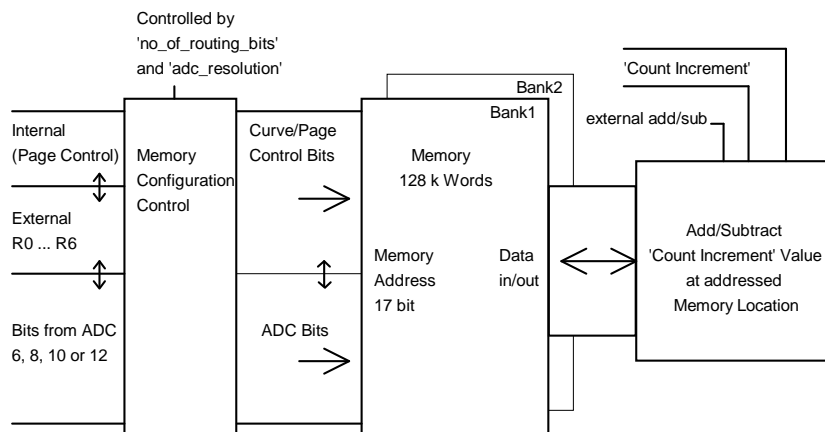 Controlled by
'no_of_routing_bits'
and 'adc_resolution'
Internal
(Page Control)
External
R0 ... R6
Bits from ADC
6, 8, 10 or 12
Memory
Configuration
Control
Curve/Page
Control Bits
ADC Bits
Bank2
Bank1
Memory
128 k Words
Memory
Address
17 bit
Data
in/out
'Count Increment'
external add/sub
Add/Subtract
'Count Increment' Value
at addressed
Memory Location